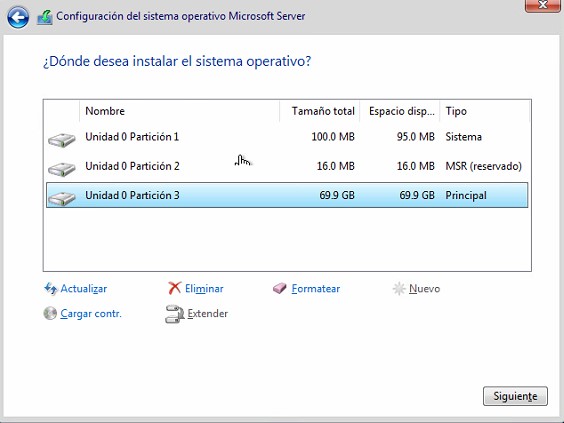 Configuración del sistema operativo Microsoft Server
¿Dónde desea instalar el sistema operativo?
Nombre Tamaño total Espacio disp... Tipo
Unidad 0 Partición 1 100.0 MB 95.0 MB Sistema
Unidad 0 Partición 2 16.0 MB 16.0 MB MSR (reservado)
Unidad 0 Partición 3 69.9 GB 69.9 GB Principal
Actualizar Eliminar Formatear Nuevo
Cargar contr. Extender
Siguiente